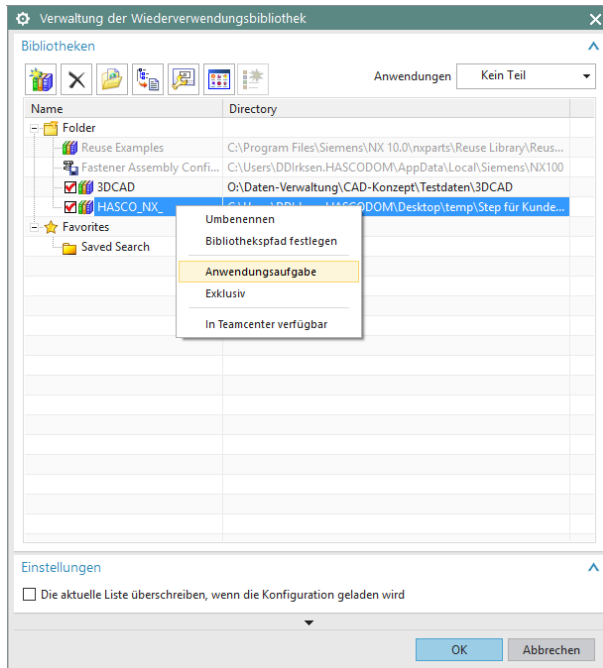 Verwaltung der Wiederverwendungsbibliothek
Bibliotheken
Anwendungen Kein Teil
Name Directory
Folder
Reuse Examples C:\Program Files\Siemens\NX 10.0\nxparts\Reuse Library\Reus...
Fastener Assembly Confi... C:\Users\DDIrksen.HASCODOM\AppData\Local\Siemens\NX100
3DCAD O:\Daten-Verwaltung\CAD-Konzept\Testdaten\3DCAD
HASCO_NX_ C:\Users\DDIrksen.HASCODOM\Desktop\temp\Step für Kunde...
Favorites
Saved Search
Umbenennen
Bibliothekspfad festlegen
Anwendungsaufgabe
Exklusiv
In Teamcenter verfügbar
Einstellungen
Die aktuelle Liste überschreiben, wenn die Konfiguration geladen wird
OK Abbrechen